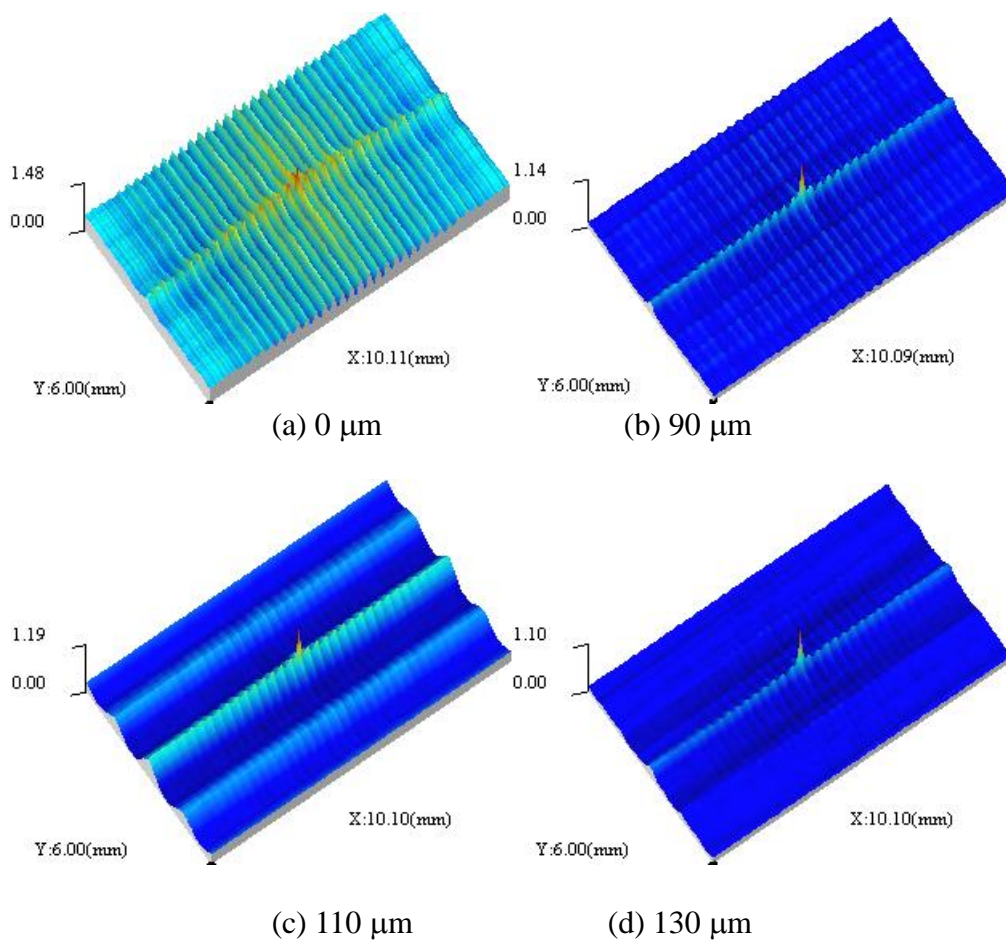 1.48
0.00
X:10.11(mm)
Y:6.00(mm)
(a) 0 μm
1.14
0.00
X:10.09(mm)
Y:6.00(mm)
(b) 90 μm
1.19
0.00
X:10.10(mm)
Y:6.00(mm)
(c) 110 μm
1.10
0.00
X:10.10(mm)
Y:6.00(mm)
(d) 130 μm